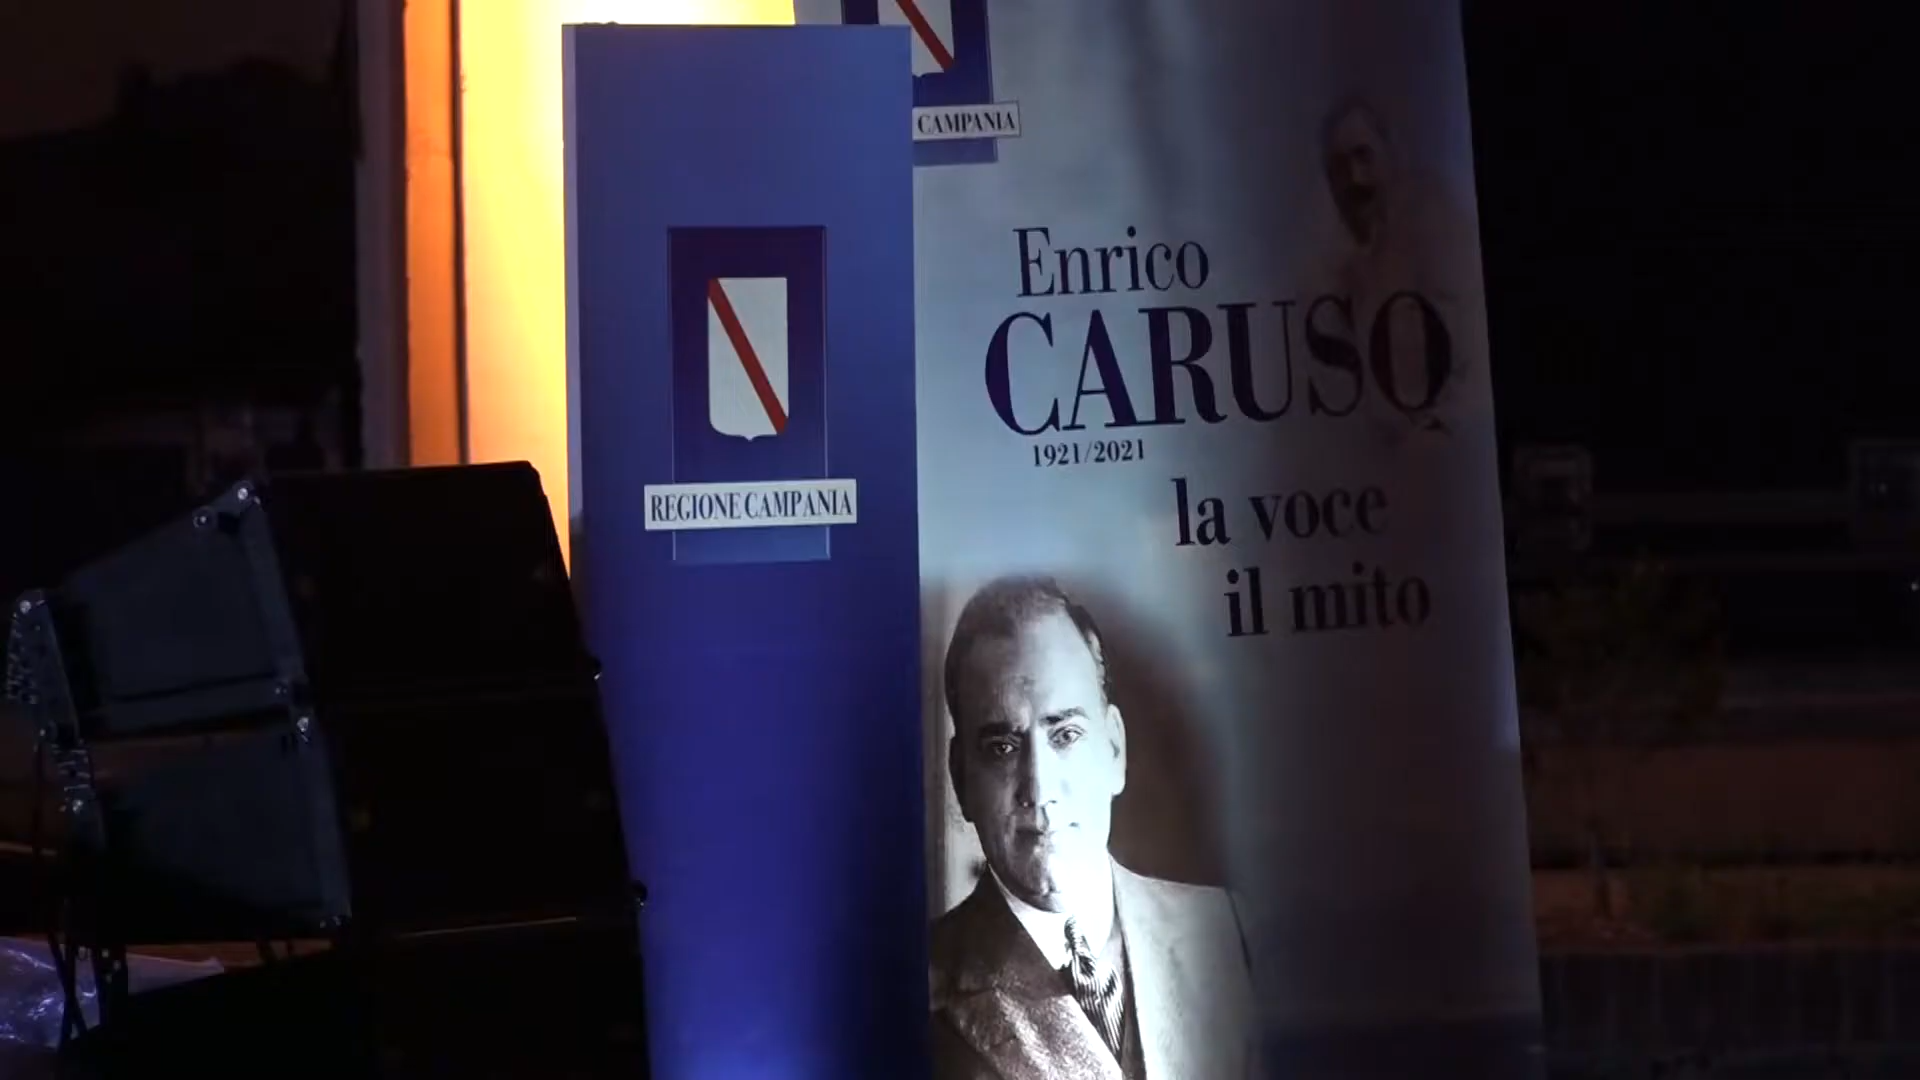 CAMPANIA
REGIONE CAMPANIA
Enrico
CARUSO
1921/2021
la voce
il mito